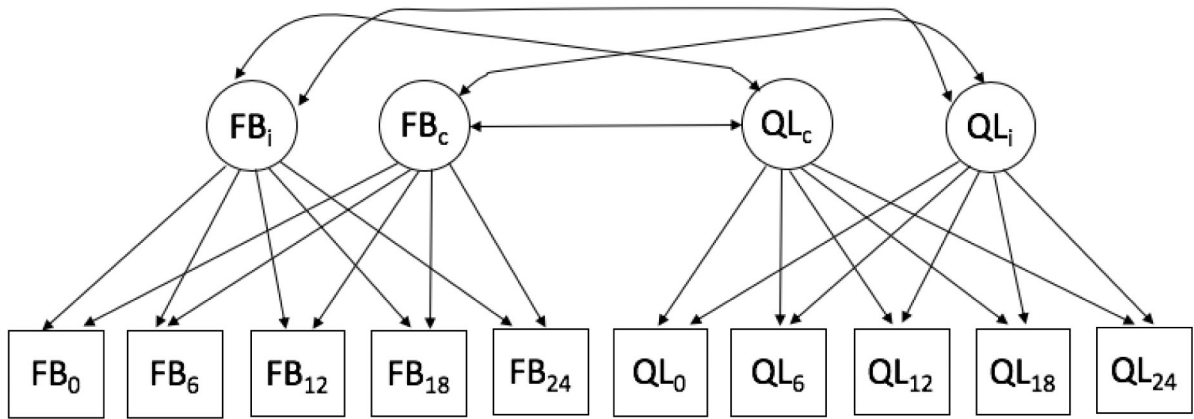 FBi FBc QLc QLi
FB0 FB6 FB12 FB18 FB24 QL0 QL6 QL12 QL18 QL24